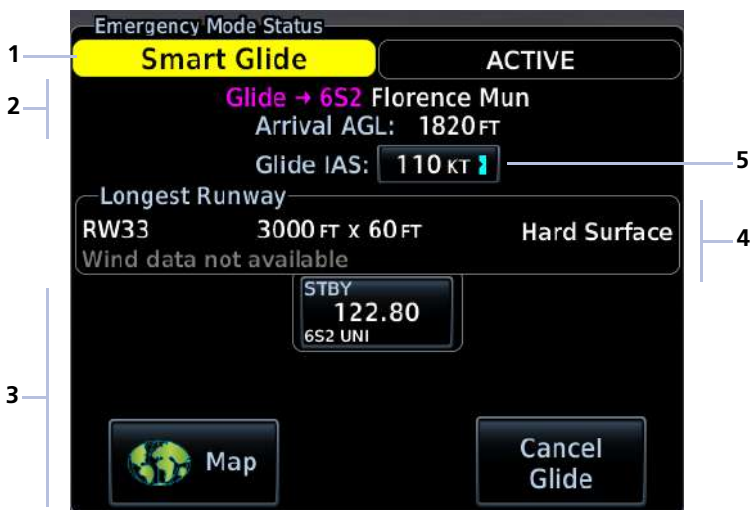 Emergency Mode Status
1
Smart Glide ACTIVE
2
Glide → 6S2 Florence Mun
Arrival AGL: 1820 FT
Glide IAS: 110 KT
5
Longest Runway
RW33 3000 FT X 60 FT Hard Surface
4
Wind data not available
STBY
122.80
6S2 UNI
3
Map
Cancel
Glide